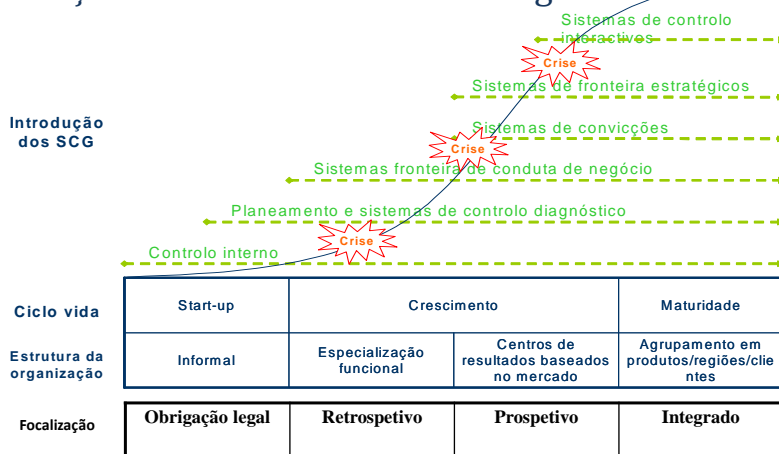 Sistemas de controlo
interactivos
Crise
Sistemas de fronteira estratégicos
Introdução
dos SCG
Sistemas de convicções
Crise
Sistemas fronteira de conduta de negócio
Planeamento e sistemas de controlo diagnóstico
Crise
Controlo interno
Ciclo vida
Start-up
Crescimento
Maturidade
Estrutura da
organização
Informal
Especialização
funcional
Centros de
resultados baseados
no mercado
Agrupamento em
produtos/regiões/clie
ntes
Focalização
Obrigação legal
Retrospetivo
Prospetivo
Integrado